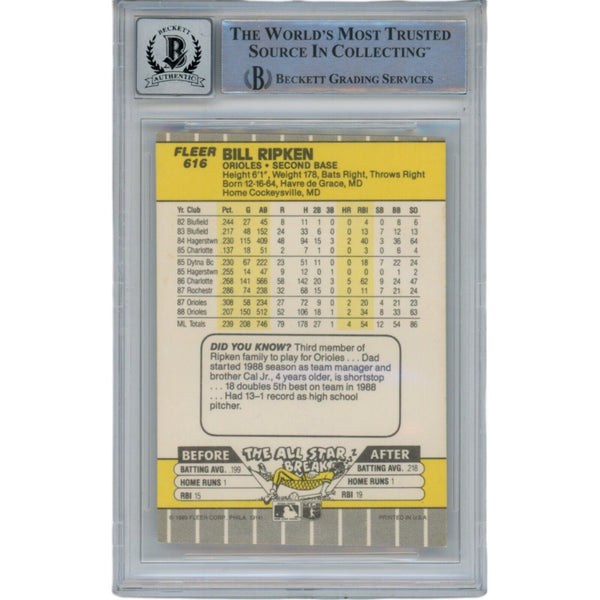 BECKETT
AUTHENTIC
THE WORLD'S MOST TRUSTED
SOURCE IN COLLECTING™
BECKETT GRADING SERVICES
FLEER
616
BILL RIPKEN
ORIOLES • SECOND BASE
Height 6'1", Weight 178, Bats Right, Throws Right
Born 12-16-64, Havre de Grace, MD
Home Cockeysville, MD
Yr. Club Pct. G AB R H 2B 3B HR RBI SB BB SO
82 Blufield .244 27 45 8 11 1 0 0 4 0 8 6
83 Blufield .217 48 152 24 33 0 13 7 12 13
84 Hagerstwn .230 115 409 48 94 15 3 2 40 3 36 64
85 Charlotte .137 18 51 2 7 1 0 0 3 0
85 Dytna Bc .230 67 222 23 51 11 0 0 18 7 22 24
85 Hagerstwn .255 14 47 9 12 0 1 0 0
86 Charlotte .268 141 530 58 142 20 3 5 62 9 24 47
87 Rochestr .286 74 238 32 68 15 0 0 11 7 21 24
87 Orioles .308 58 234 27 72 9 0 2 20 4 21 23
88 Orioles .207 150 512 52 106 18 1 2 34 8 33 63
ML Totals .239 208 746 79 178 27 1 4 54 12 54 86
DID YOU KNOW? Third member of
Ripken family to play for Orioles . . . Dad
started 1988 season as team manager and
brother Cal Jr., 4 years older, is shortstop . .
. . . 18 doubles 5th best on team in 1988 . . .
. . . Had 13–1 record as high school
pitcher.
BEFORE THE ALL STAR BREAK AFTER
BATTING AVG. .199 BATTING AVG. .218
HOME RUNS 1 HOME RUNS 1
RBI 15 RBI 19
© 1989 FLEER CORP., PHILA., PA 19141 PRINTED IN U.S.A.